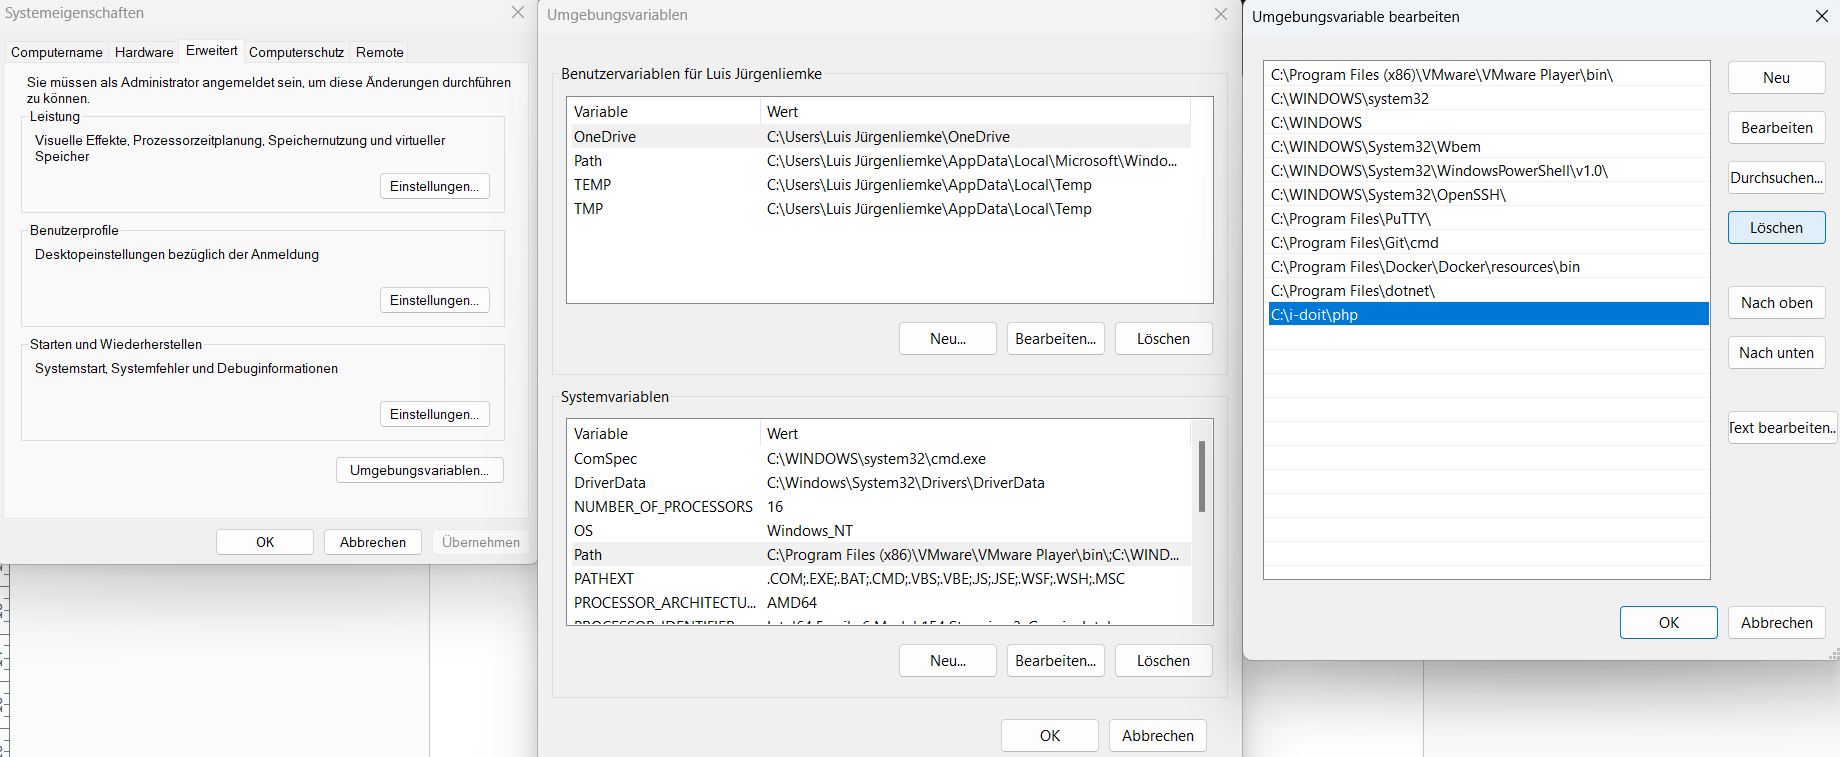 Systemeigenschaften
Computername Hardware Erweitert Computerschutz Remote
Sie müssen als Administrator angemeldet sein, um diese Änderungen durchführen
zu können.
Leistung
Visuelle Effekte, Prozessorzeitplanung, Speichernutzung und virtueller
Speicher
Einstellungen...
Benutzerprofile
Desktopeinstellungen bezüglich der Anmeldung
Einstellungen...
Starten und Wiederherstellen
Systemstart, Systemfehler und Debuginformationen
Einstellungen...
Umgebungsvariablen...
OK Abbrechen Übernehmen
Umgebungsvariablen
Benutzervariablen für Luis Jürgenliemke
Variable Wert
OneDrive C:\Users\Luis Jürgenliemke\OneDrive
Path C:\Users\Luis Jürgenliemke\AppData\Local\Microsoft\Windo...
TEMP C:\Users\Luis Jürgenliemke\AppData\Local\Temp
TMP C:\Users\Luis Jürgenliemke\AppData\Local\Temp
Neu... Bearbeiten... Löschen
Systemvariablen
Variable Wert
ComSpec C:\WINDOWS\system32\cmd.exe
DriverData C:\Windows\System32\Drivers\DriverData
NUMBER_OF_PROCESSORS 16
OS Windows_NT
Path C:\Program Files (x86)\VMware\VMware Player\bin\;C:\WIND...
PATHEXT .COM;.EXE;.BAT;.CMD;.VBS;.VBE;.JS;.JSE;.WSF;.WSH;.MSC
PROCESSOR_ARCHITECTU... AMD64
Neu... Bearbeiten... Löschen
OK Abbrechen
Umgebungsvariable bearbeiten
C:\Program Files (x86)\VMware\VMware Player\bin\
C:\WINDOWS\system32
C:\WINDOWS
C:\WINDOWS\System32\Wbem
C:\WINDOWS\System32\WindowsPowerShell\v1.0\
C:\WINDOWS\System32\OpenSSH\
C:\Program Files\PuTTY\
C:\Program Files\Git\cmd
C:\Program Files\Docker\Docker\resources\bin
C:\Program Files\dotnet\
C:\i-doit\php
Neu
Bearbeiten
Durchsuchen...
Löschen
Nach oben
Nach unten
Text bearbeiten...
OK Abbrechen